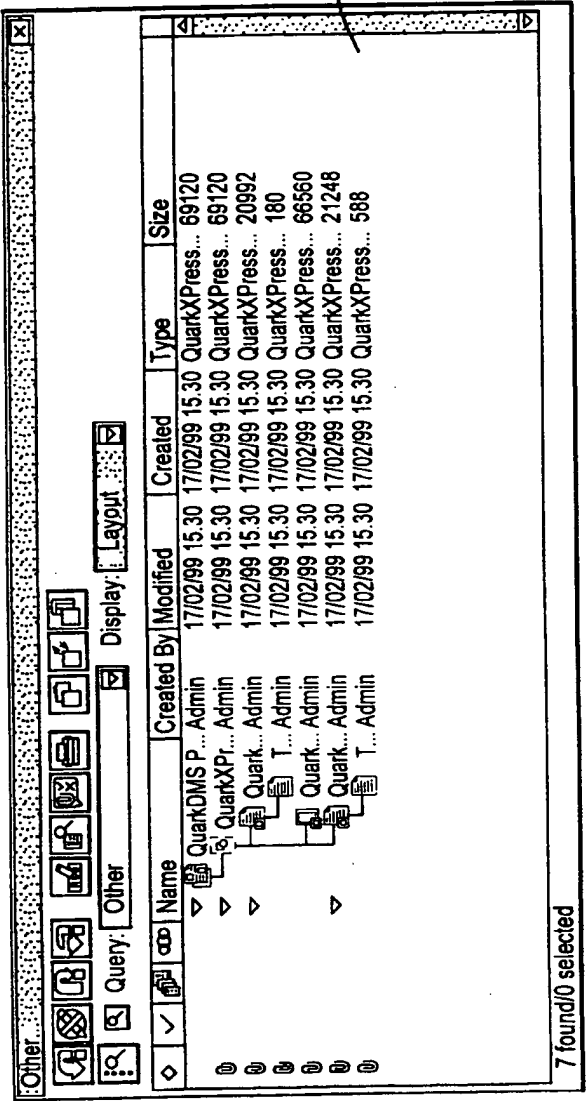 Other...
Query: Other Display: Layout
Name Created By Modified Created Type Size
QuarkDMS P... Admin 17/02/99 15.30 17/02/99 15.30 QuarkXPress... 69120
QuarkXPr... Admin 17/02/99 15.30 17/02/99 15.30 QuarkXPress... 69120
Quark... Admin 17/02/99 15.30 17/02/99 15.30 QuarkXPress... 20992
T... Admin 17/02/99 15.30 17/02/99 15.30 QuarkXPress... 180
Quark... Admin 17/02/99 15.30 17/02/99 15.30 QuarkXPress... 66560
Quark... Admin 17/02/99 15.30 17/02/99 15.30 QuarkXPress... 21248
T... Admin 17/02/99 15.30 17/02/99 15.30 QuarkXPress... 588
7 found/0 selected